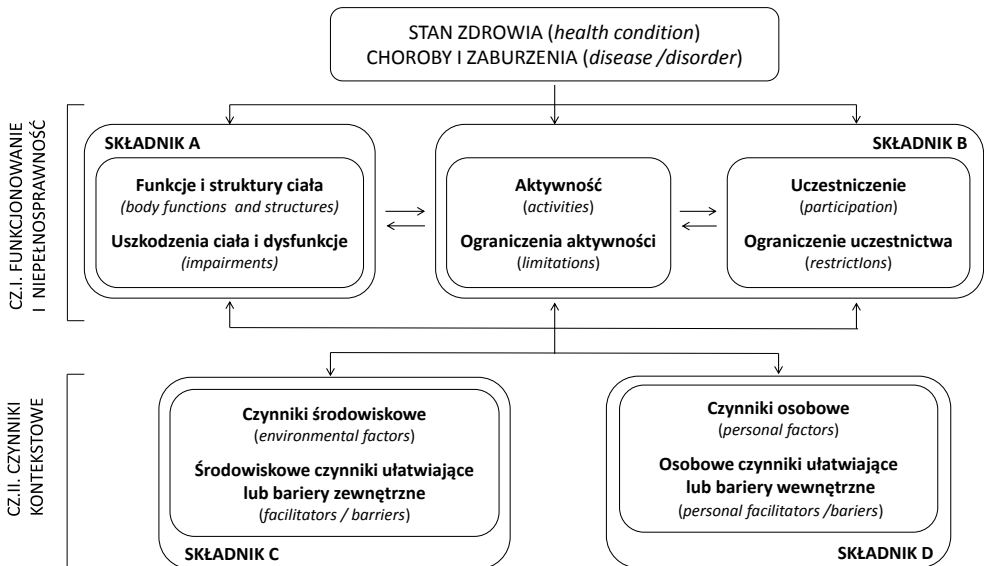 STAN ZDROWIA (health condition)
CHOROBY I ZABURZENIA (disease /disorder)
CZ.I. FUNKCJONOWANIE
I NIEPEŁNOSPRAWNOŚĆ
SKŁADNIK A
Funkcje i struktury ciała
(body functions and structures)
Uszkodzenia ciała i dysfunkcje
(impairments)
SKŁADNIK B
Aktywność
(activities)
Ograniczenia aktywności
(limitations)
Uczestniczenie
(participation)
Ograniczenie uczestnictwa
(restrictIons)
CZ.II. CZYNNIKI
KONTEKSTOWE
Czynniki środowiskowe
(environmental factors)
Środowiskowe czynniki ułatwiające
lub bariery zewnętrzne
(facilitators / barriers)
SKŁADNIK C
Czynniki osobowe
(personal factors)
Osobowe czynniki ułatwiające
lub bariery wewnętrzne
(personal facilitators /bariers)
SKŁADNIK D